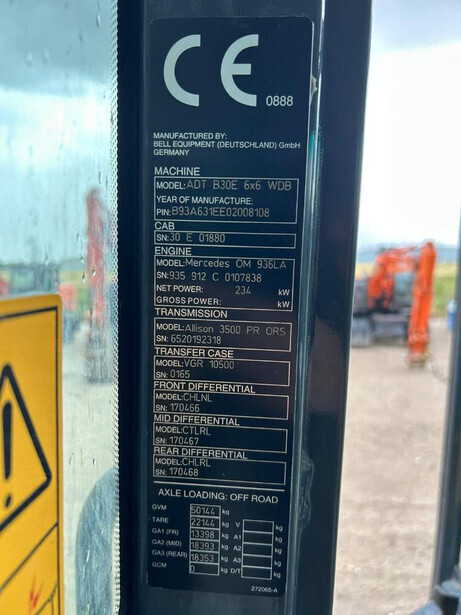 CE 0888
MANUFACTURED BY:
BELL EQUIPMENT (DEUTSCHLAND) GmbH
GERMANY
MACHINE
MODEL: ADT B30E 6x6 WDB
YEAR OF MANUFACTURE:
PIN: B93A631EE02008108
CAB
SN: 30 E 01880
ENGINE
MODEL: Mercedes OM 936LA
SN: 935 912 C 0107838
NET POWER: 234 kW
GROSS POWER: kW
TRANSMISSION
MODEL: Allison 3500 PR ORS
SN: 6520192318
TRANSFER CASE
MODEL: VGR 10500
SN: 0165
FRONT DIFFERENTIAL
MODEL: CHLNL
SN: 170466
MID DIFFERENTIAL
MODEL: CTLRL
SN: 170467
REAR DIFFERENTIAL
MODEL: CHLRL
SN: 170468
AXLE LOADING: OFF ROAD
GVM 50144 kg
TARE 22144 kg V kg
GA1 (FR) 13398 kg A1 kg
GA2 (MID) 18393 kg A2 kg
GA3 (REAR) 18353 kg A3 kg
GCM 0 kg D/T kg
272065-A